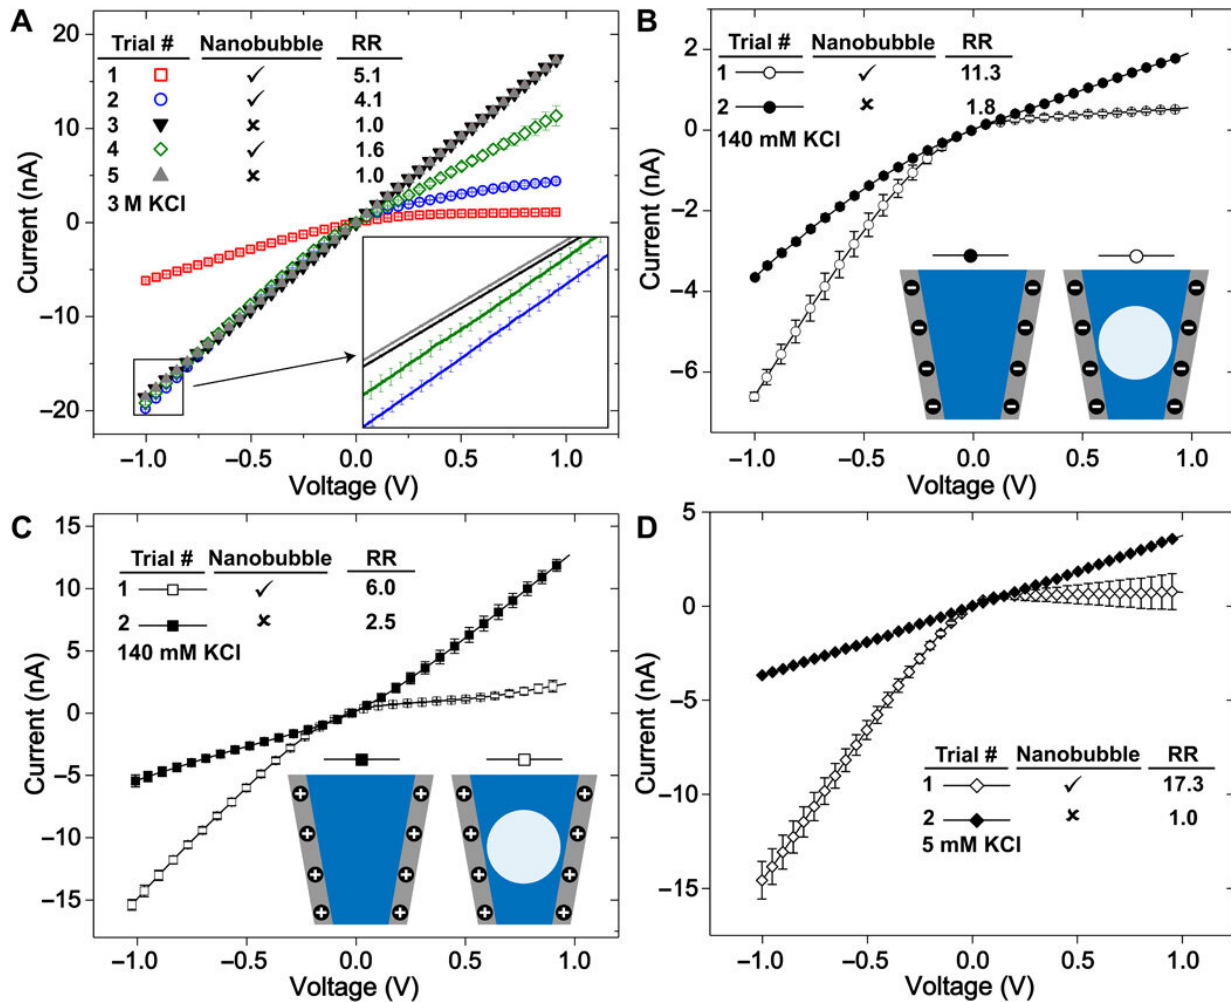 A
Trial # Nanobubble RR
1 ✓ 5.1
2 ✓ 4.1
3 ✗ 1.0
4 ✓ 1.6
5 ✗ 1.0
3 M KCl
20
10
0
−10
−20
Current (nA)
−1.0 −0.5 0.0 0.5 1.0
Voltage (V)
B
Trial # Nanobubble RR
1 ✓ 11.3
2 ✗ 1.8
140 mM KCl
2
0
−2
−4
−6
Current (nA)
−1.0 −0.5 0.0 0.5 1.0
Voltage (V)
C
Trial # Nanobubble RR
1 ✓ 6.0
2 ✗ 2.5
140 mM KCl
15
10
5
0
−5
−10
−15
Current (nA)
−1.0 −0.5 0.0 0.5 1.0
Voltage (V)
D
5
0
−5
−10
−15
Current (nA)
Trial # Nanobubble RR
1 ✓ 17.3
2 ✗ 1.0
5 mM KCl
−1.0 −0.5 0.0 0.5 1.0
Voltage (V)